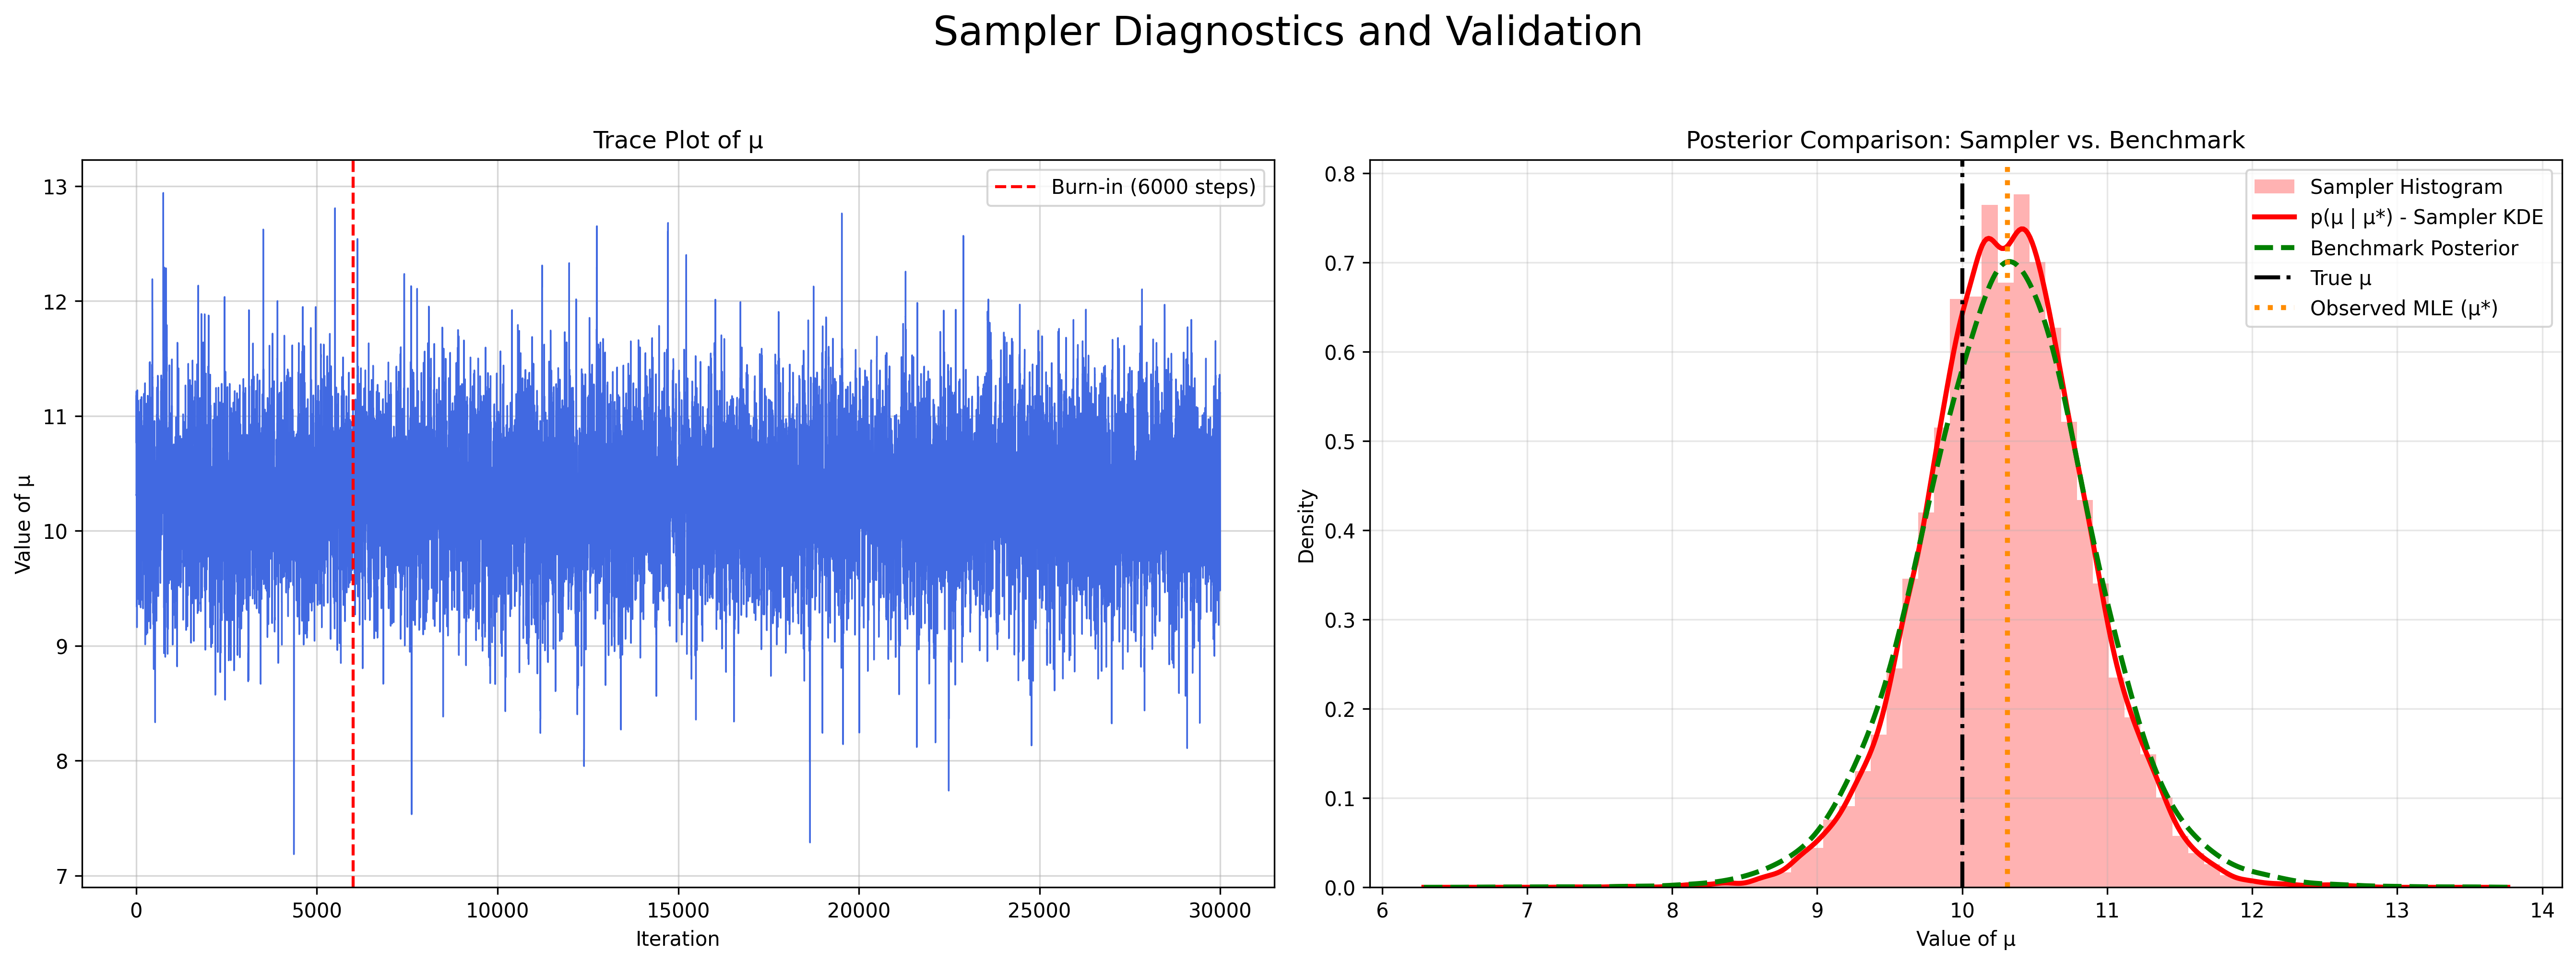 Sampler Diagnostics and Validation
Trace Plot of μ
Value of μ
13
12
11
10
9
8
7
Burn-in (6000 steps)
0 5000 10000 15000 20000 25000 30000
Iteration
Posterior Comparison: Sampler vs. Benchmark
Density
0.8
0.7
0.6
0.5
0.4
0.3
0.2
0.1
0.0
Sampler Histogram
p(μ | μ*) - Sampler KDE
Benchmark Posterior
True μ
Observed MLE (μ*)
6 7 8 9 10 11 12 13 14
Value of μ